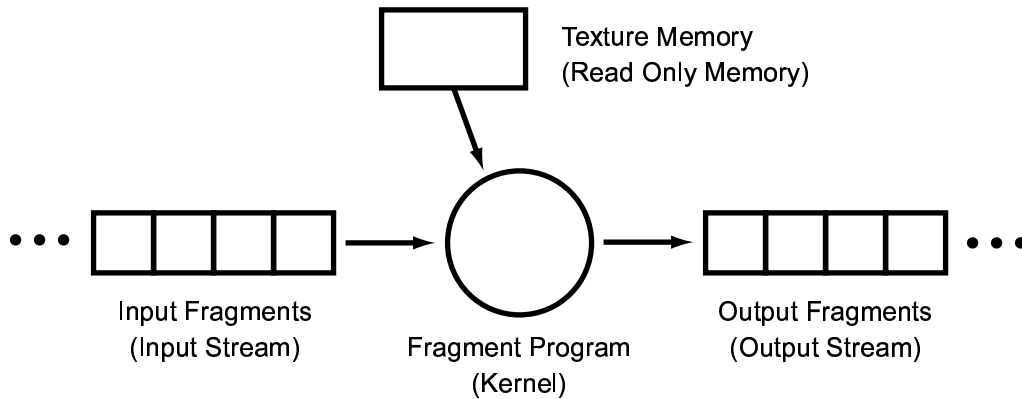 Texture Memory
(Read Only Memory)
Input Fragments
(Input Stream)
Fragment Program
(Kernel)
Output Fragments
(Output Stream)